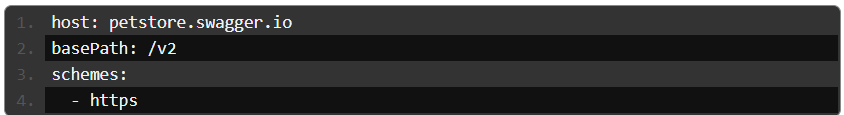 1. host: petstore.swagger.io
2. basePath: /v2
3. schemes:
4.   - https